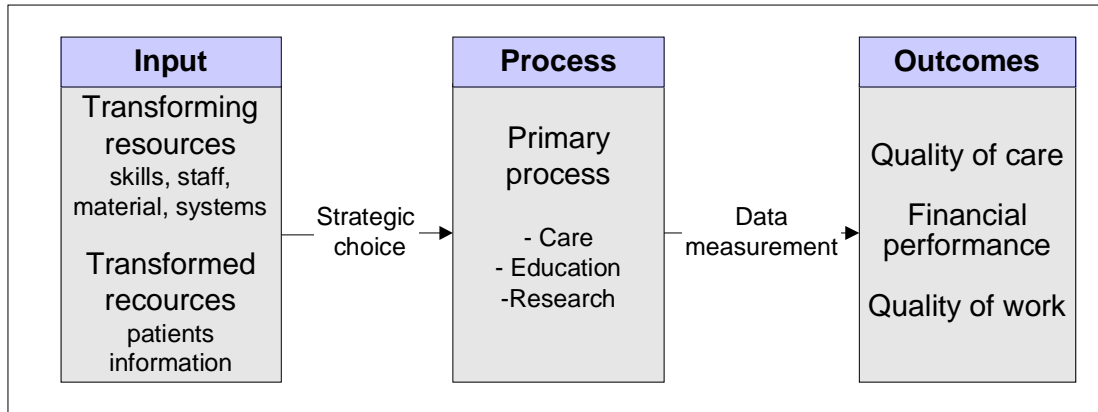 Input
Transforming
resources
skills, staff,
material, systems
Transformed
recources
patients
information
Strategic
choice
Process
Primary
process
- Care
- Education
-Research
Data
measurement
Outcomes
Quality of care
Financial
performance
Quality of work